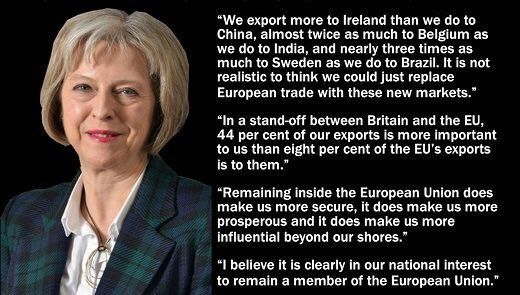 “We export more to Ireland than we do to
China, almost twice as much to Belgium as
we do to India, and nearly three times as
much to Sweden as we do to Brazil. It is not
realistic to think we could just replace
European trade with these new markets.”
“In a stand-off between Britain and the EU,
44 per cent of our exports is more important
to us than eight per cent of the EU’s exports
is to them.”
“Remaining inside the European Union does
make us more secure, it does make us more
prosperous and it does make us more
influential beyond our shores.”
“I believe it is clearly in our national interest
to remain a member of the European Union.”